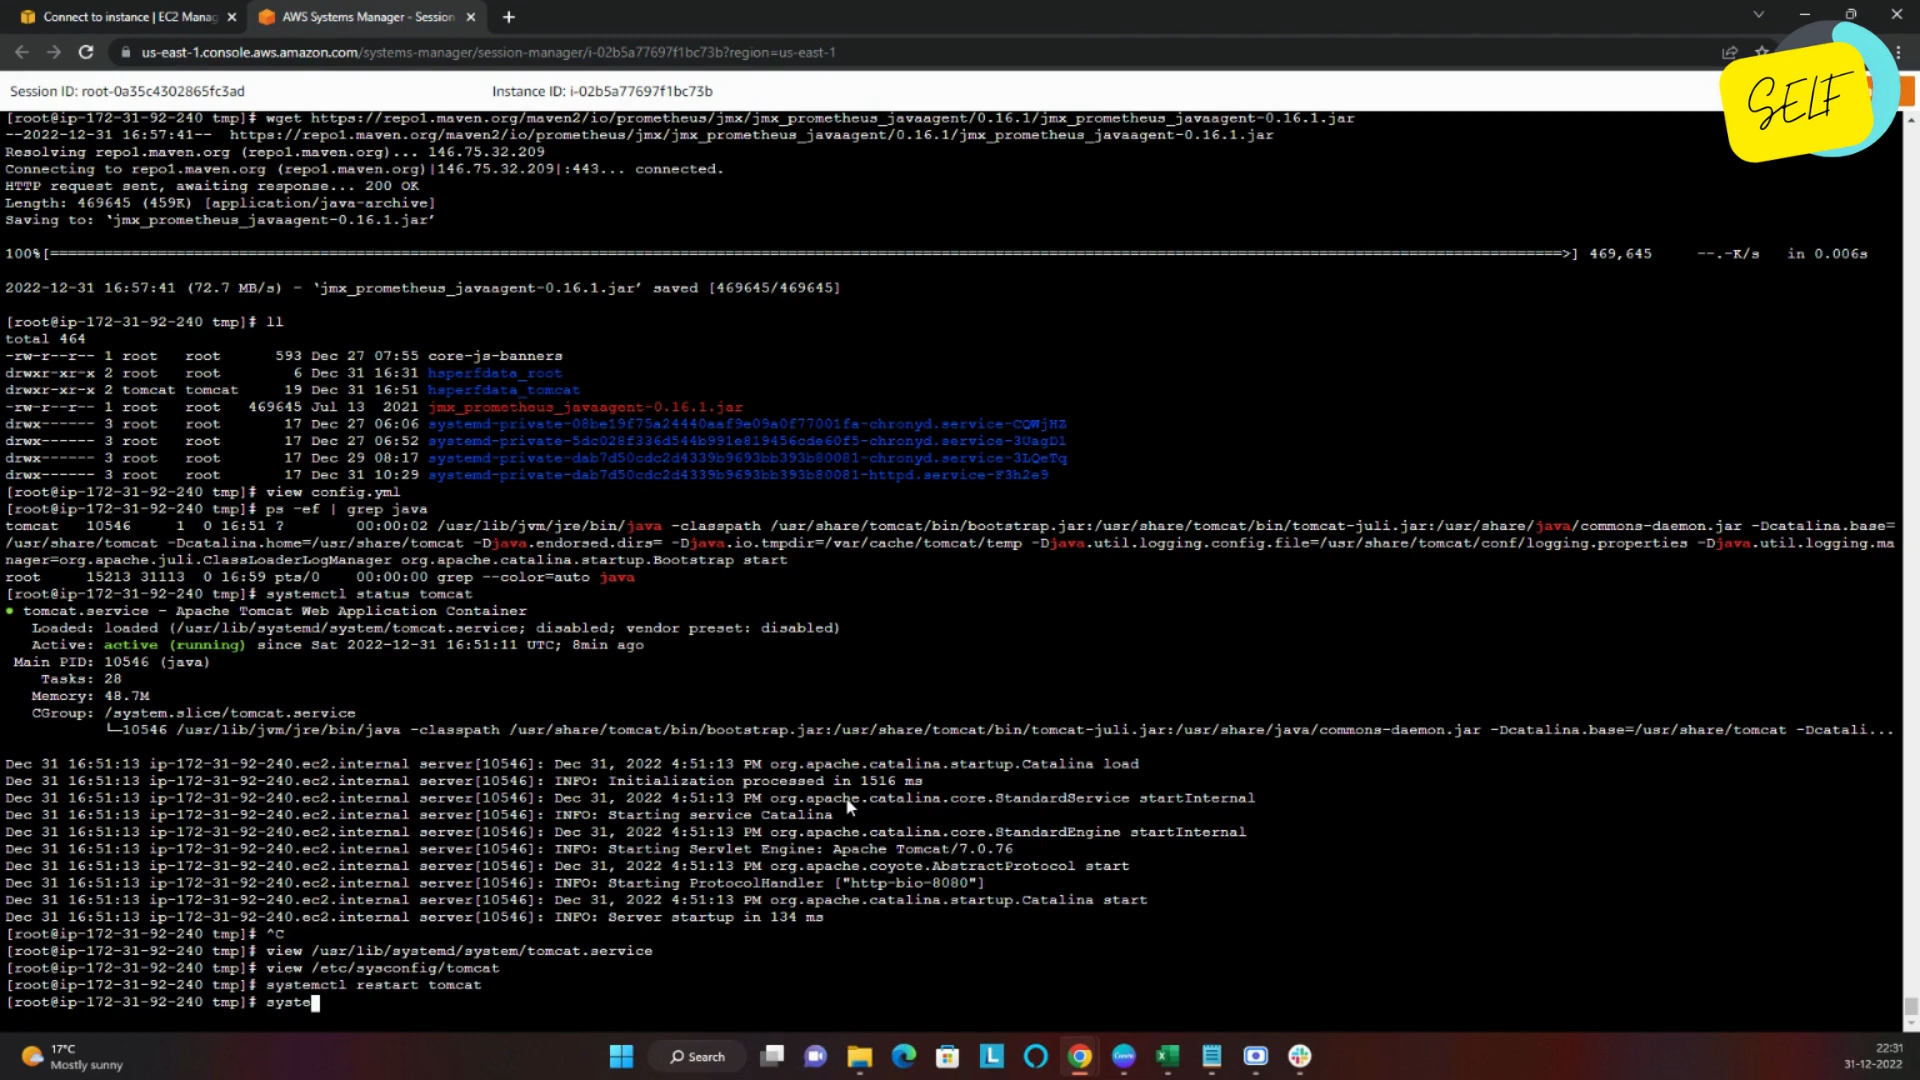 Connect to instance | EC2 Manag
AWS Systems Manager - Session
us-east-1.console.aws.amazon.com/systems-manager/session-manager/i-02b5a77697f1bc73b?region=us-east-1
SELF
Session ID: root-0a35c4302865fc3ad
Instance ID: i-02b5a77697f1bc73b
[root@ip-172-31-92-240 tmp]# wget https://repo1.maven.org/maven2/io/prometheus/jmx/jmx_prometheus_javaagent/0.16.1/jmx_prometheus_javaagent-0.16.1.jar
--2022-12-31 16:57:41--  https://repo1.maven.org/maven2/io/prometheus/jmx/jmx_prometheus_javaagent/0.16.1/jmx_prometheus_javaagent-0.16.1.jar
Resolving repo1.maven.org (repo1.maven.org)... 146.75.32.209
Connecting to repo1.maven.org (repo1.maven.org)|146.75.32.209|:443... connected.
HTTP request sent, awaiting response... 200 OK
Length: 469645 (459K) [application/java-archive]
Saving to: ‘jmx_prometheus_javaagent-0.16.1.jar’
100%[======================================>] 469,645     --.-K/s   in 0.006s
2022-12-31 16:57:41 (72.7 MB/s) - ‘jmx_prometheus_javaagent-0.16.1.jar’ saved [469645/469645]
[root@ip-172-31-92-240 tmp]# ll
total 464
-rw-r--r-- 1 root   root      593 Dec 27 07:55 core-js-banners
drwxr-xr-x 2 root   root        6 Dec 31 16:31 hsperfdata_root
drwxr-xr-x 2 tomcat tomcat     19 Dec 31 16:51 hsperfdata_tomcat
-rw-r--r-- 1 root   root   469645 Jul 13  2021 jmx_prometheus_javaagent-0.16.1.jar
drwx------ 3 root   root       17 Dec 27 06:06 systemd-private-08be19f75a24440aaf9e09a0f77001fa-chronyd.service-CQWjHZ
drwx------ 3 root   root       17 Dec 27 06:52 systemd-private-5dc028f336d544b991e819456cde60f5-chronyd.service-3UagD1
drwx------ 3 root   root       17 Dec 29 08:17 systemd-private-dab7d50cdc2d4339b9693bb393b80081-chronyd.service-3LQeTq
drwx------ 3 root   root       17 Dec 31 10:29 systemd-private-dab7d50cdc2d4339b9693bb393b80081-httpd.service-F3h2e9
[root@ip-172-31-92-240 tmp]# view config.yml
[root@ip-172-31-92-240 tmp]# ps -ef | grep java
tomcat   10546     1  0 16:51 ?        00:00:02 /usr/lib/jvm/jre/bin/java -classpath /usr/share/tomcat/bin/bootstrap.jar:/usr/share/tomcat/bin/tomcat-juli.jar:/usr/share/java/commons-daemon.jar -Dcatalina.base=
/usr/share/tomcat -Dcatalina.home=/usr/share/tomcat -Djava.endorsed.dirs= -Djava.io.tmpdir=/var/cache/tomcat/temp -Djava.util.logging.config.file=/usr/share/tomcat/conf/logging.properties -Djava.util.logging.ma
nager=org.apache.juli.ClassLoaderLogManager org.apache.catalina.startup.Bootstrap start
root     15213 31113  0 16:59 pts/0    00:00:00 grep --color=auto java
[root@ip-172-31-92-240 tmp]# systemctl status tomcat
● tomcat.service - Apache Tomcat Web Application Container
Loaded: loaded (/usr/lib/systemd/system/tomcat.service; disabled; vendor preset: disabled)
Active: active (running) since Sat 2022-12-31 16:51:11 UTC; 8min ago
Main PID: 10546 (java)
Tasks: 28
Memory: 48.7M
CGroup: /system.slice/tomcat.service
└─10546 /usr/lib/jvm/jre/bin/java -classpath /usr/share/tomcat/bin/bootstrap.jar:/usr/share/tomcat/bin/tomcat-juli.jar:/usr/share/java/commons-daemon.jar -Dcatalina.base=/usr/share/tomcat -Dcatali...
Dec 31 16:51:13 ip-172-31-92-240.ec2.internal server[10546]: Dec 31, 2022 4:51:13 PM org.apache.catalina.startup.Catalina load
Dec 31 16:51:13 ip-172-31-92-240.ec2.internal server[10546]: INFO: Initialization processed in 1516 ms
Dec 31 16:51:13 ip-172-31-92-240.ec2.internal server[10546]: Dec 31, 2022 4:51:13 PM org.apache.catalina.core.StandardService startInternal
Dec 31 16:51:13 ip-172-31-92-240.ec2.internal server[10546]: INFO: Starting service Catalina
Dec 31 16:51:13 ip-172-31-92-240.ec2.internal server[10546]: Dec 31, 2022 4:51:13 PM org.apache.catalina.core.StandardEngine startInternal
Dec 31 16:51:13 ip-172-31-92-240.ec2.internal server[10546]: INFO: Starting Servlet Engine: Apache Tomcat/7.0.76
Dec 31 16:51:13 ip-172-31-92-240.ec2.internal server[10546]: Dec 31, 2022 4:51:13 PM org.apache.coyote.AbstractProtocol start
Dec 31 16:51:13 ip-172-31-92-240.ec2.internal server[10546]: INFO: Starting ProtocolHandler ["http-bio-8080"]
Dec 31 16:51:13 ip-172-31-92-240.ec2.internal server[10546]: Dec 31, 2022 4:51:13 PM org.apache.catalina.startup.Catalina start
Dec 31 16:51:13 ip-172-31-92-240.ec2.internal server[10546]: INFO: Server startup in 134 ms
[root@ip-172-31-92-240 tmp]# ^C
[root@ip-172-31-92-240 tmp]# view /usr/lib/systemd/system/tomcat.service
[root@ip-172-31-92-240 tmp]# view /etc/sysconfig/tomcat
[root@ip-172-31-92-240 tmp]# systemctl restart tomcat
[root@ip-172-31-92-240 tmp]# syste
17°C
Mostly sunny
Search
22:31
31-12-2022